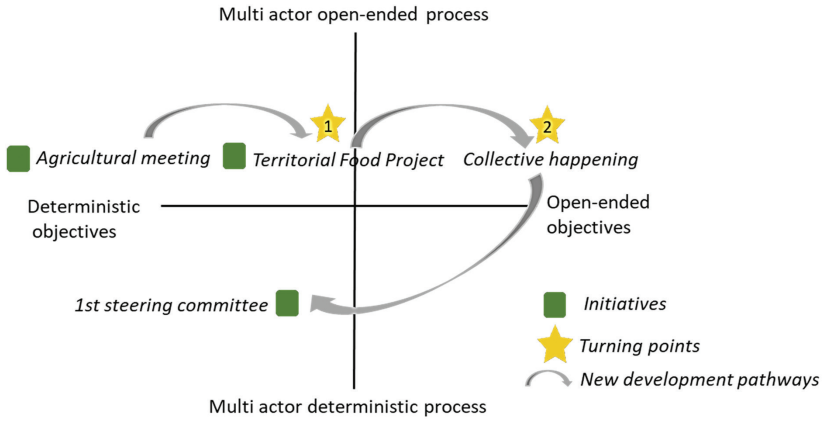 Multi actor open-ended process
1
2
Agricultural meeting
Territorial Food Project
Collective happening
Deterministic
objectives
Open-ended
objectives
1st steering committee
Initiatives
Turning points
New development pathways
Multi actor deterministic process